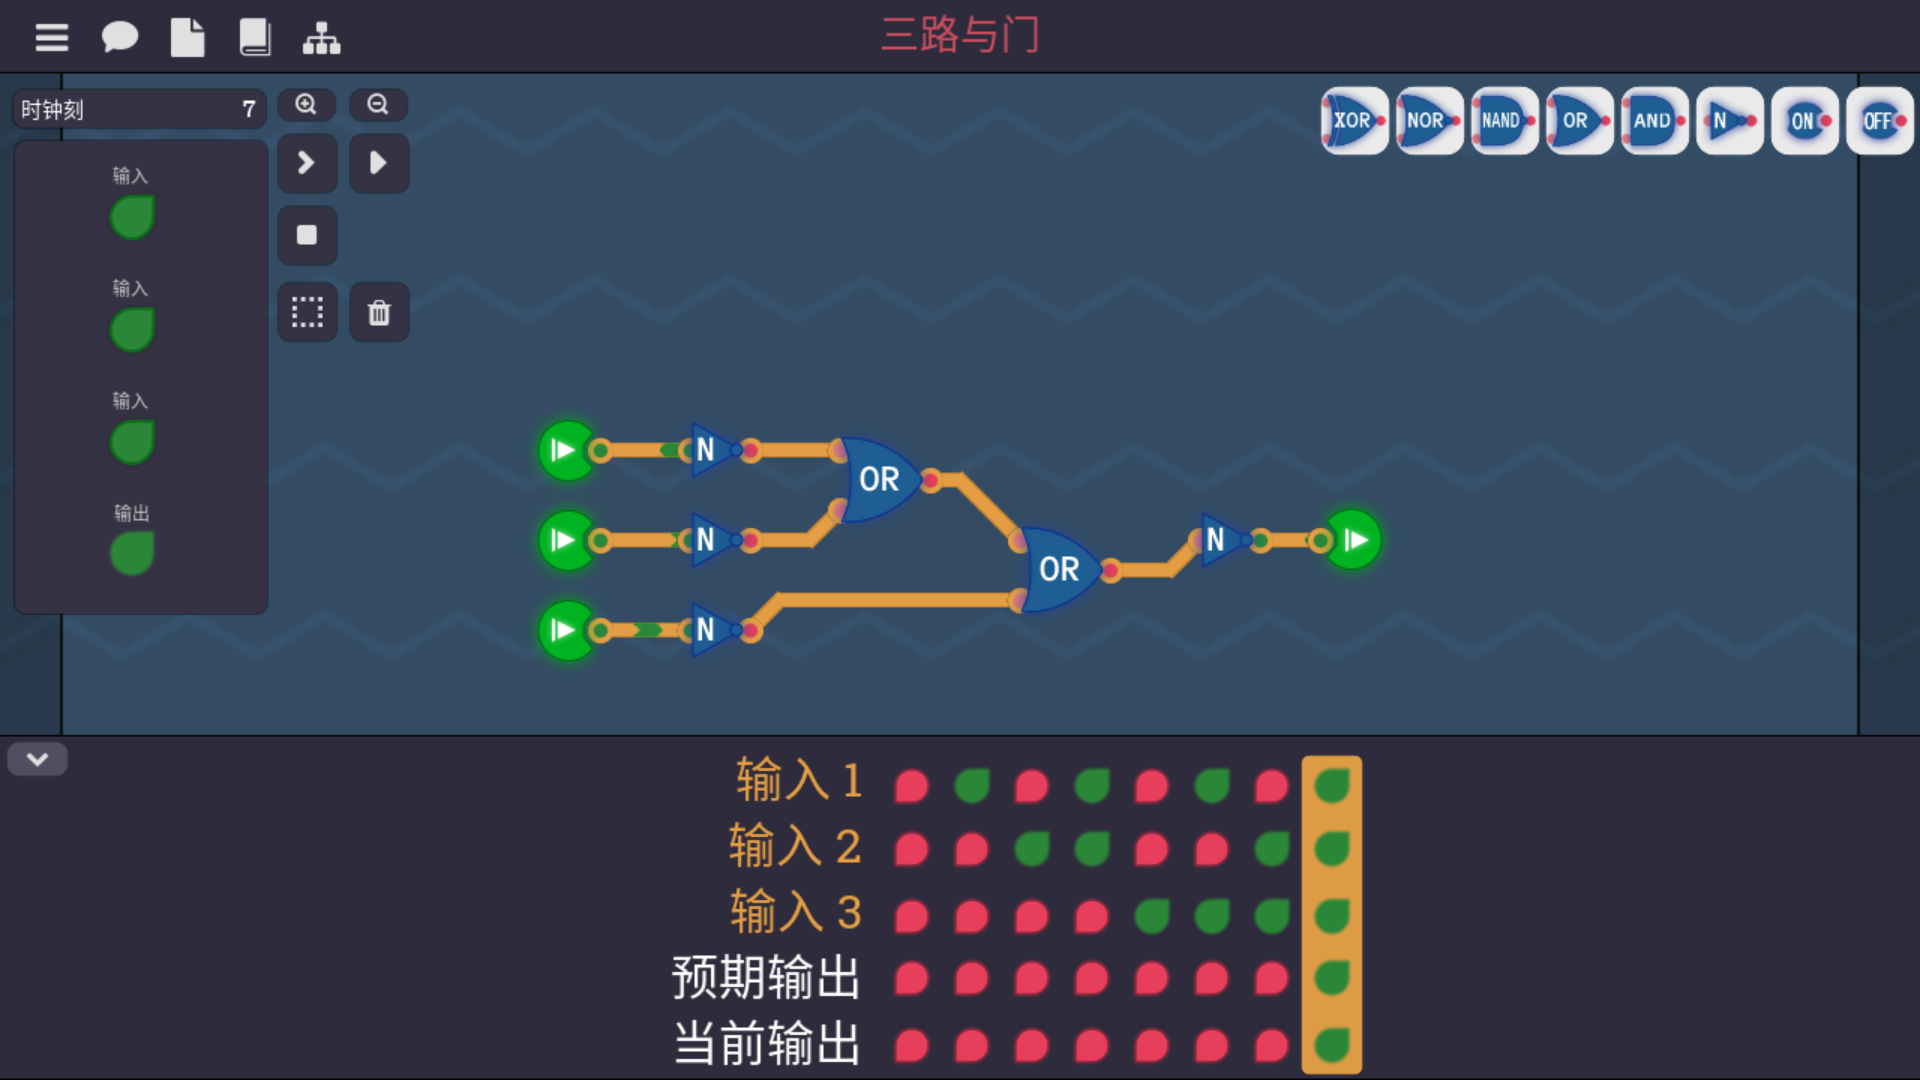 三路与门
时钟刻 7
XOR NOR NAND OR AND N ON OFF
输入
输入
输入
输出
N
OR
N
OR
N
N
输入 1
输入 2
输入 3
预期输出
当前输出